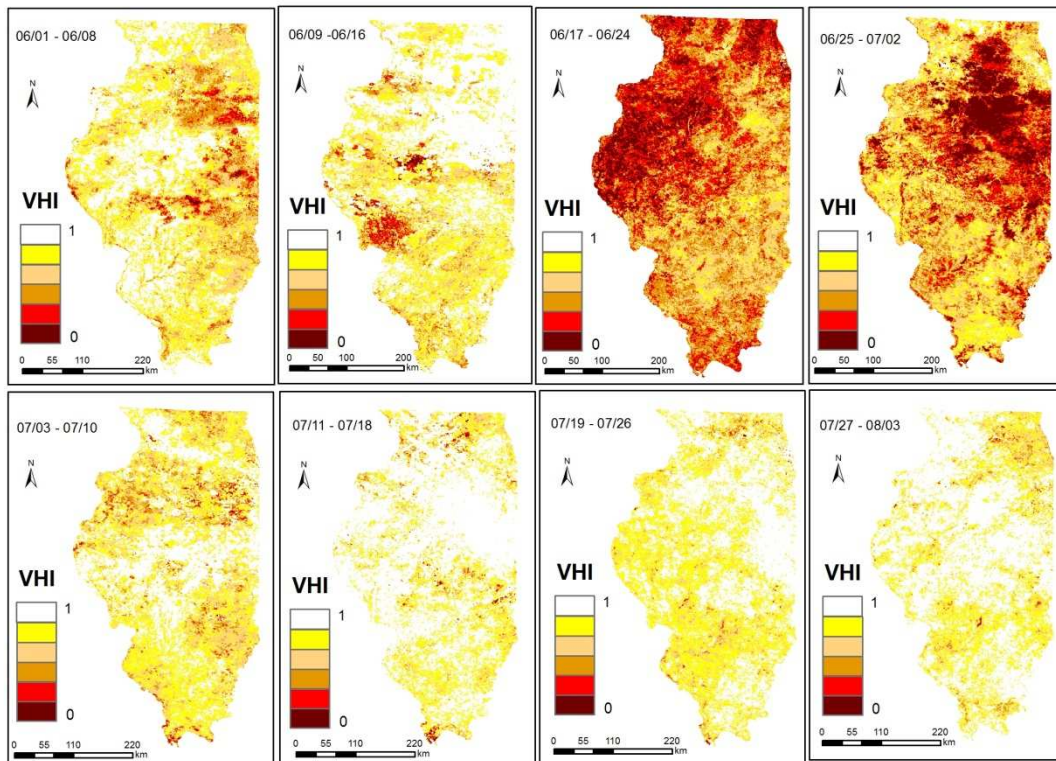 06/01 - 06/08
N
VHI
1
0
0 55 110 220
km
06/09 -06/16
N
VHI
1
0
0 50 100 200
km
06/17 - 06/24
N
VHI
1
0
0 50 100 200
km
06/25 - 07/02
N
VHI
1
0
0 50 100 200
km
07/03 - 07/10
N
VHI
1
0
0 55 110 220
km
07/11 - 07/18
N
VHI
1
0
0 55 110 220
km
07/19 - 07/26
N
VHI
1
0
0 55 110 220
km
07/27 - 08/03
N
VHI
1
0
0 55 110 220
km